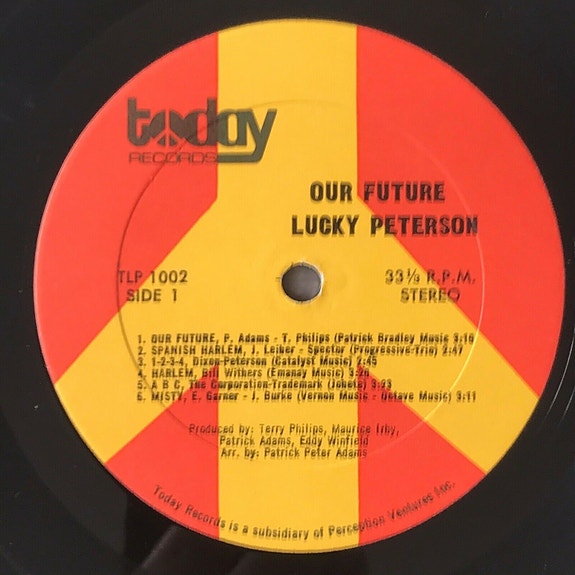 today
RECORDS
OUR FUTURE
LUCKY PETERSON
TLP 1002
SIDE 1
33⅓ R.P.M.
STEREO
1. OUR FUTURE, P. Adams - T. Philips (Patrick Bradley Music 3:10
2. SPANISH HARLEM, J. Leiber - Spector (Progressive-Trio) 2:47
3. 1-2-3-4, Dixon-Peterson (Catalyst Music) 2:45
4. HARLEM, Bill Withers (Emanay Music) 3:26
5. A B C, The Corporation-Trademark (Jobete) 3:23
6. MISTY, E. Garner - J. Burke (Vernon Music - Octave Music) 3:11
Produced by: Terry Philips, Maurice Irby,
Patrick Adams, Eddy Winfield
Arr. by: Patrick Peter Adams
Today Records is a subsidiary of Perception Ventures Inc.